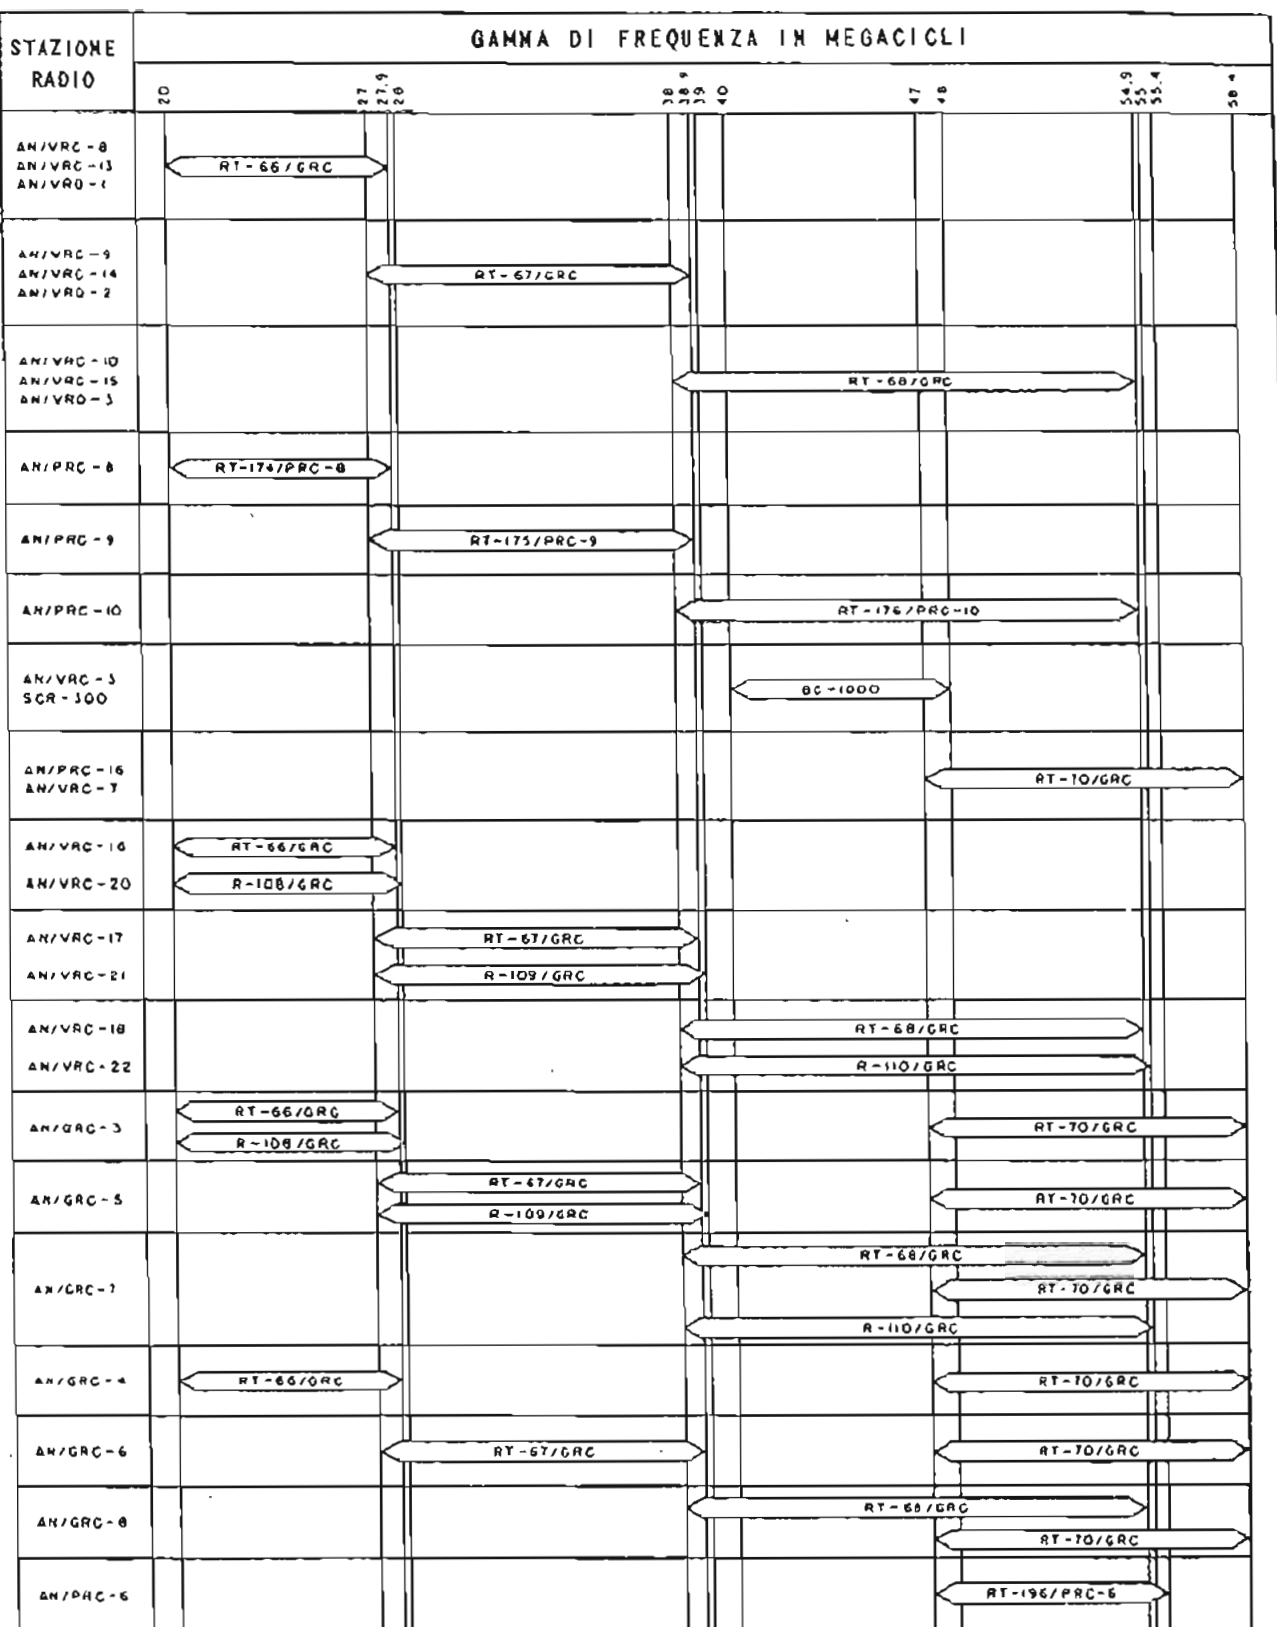 STAZIONE
RADIO
GAMMA DI FREQUENZA IN MEGACICLI
20 27 27,9 28 38 38,9 39 40 47 48 54,9 55 55,4 58,4
AN/VRC-8
AN/VRC-13
AN/VRQ-1
RT-66/GRC
AN/VRC-9
AN/VRC-14
AN/VRQ-2
RT-67/GRC
AN/VRC-10
AN/VRC-15
AN/VRQ-3
RT-68/GRC
AN/PRC-8
RT-174/PRC-8
AN/PRC-9
RT-175/PRC-9
AN/PRC-10
RT-176/PRC-10
AN/VRC-3
SCR-300
BC-1000
AN/PRC-16
AN/VRC-7
RT-70/GRC
AN/VRC-16
RT-66/GRC
AN/VRC-20
R-108/GRC
AN/VRC-17
RT-67/GRC
AN/VRC-21
R-109/GRC
AN/VRC-18
RT-68/GRC
AN/VRC-22
R-110/GRC
AN/GRC-3
RT-66/GRC
R-108/GRC
RT-70/GRC
AN/GRC-5
RT-67/GRC
R-109/GRC
RT-70/GRC
AN/GRC-7
RT-68/GRC
RT-70/GRC
R-110/GRC
AN/GRC-4
RT-66/GRC
RT-70/GRC
AN/GRC-6
RT-67/GRC
RT-70/GRC
AN/GRC-8
RT-68/GRC
RT-70/GRC
AN/PRC-6
RT-196/PRC-6